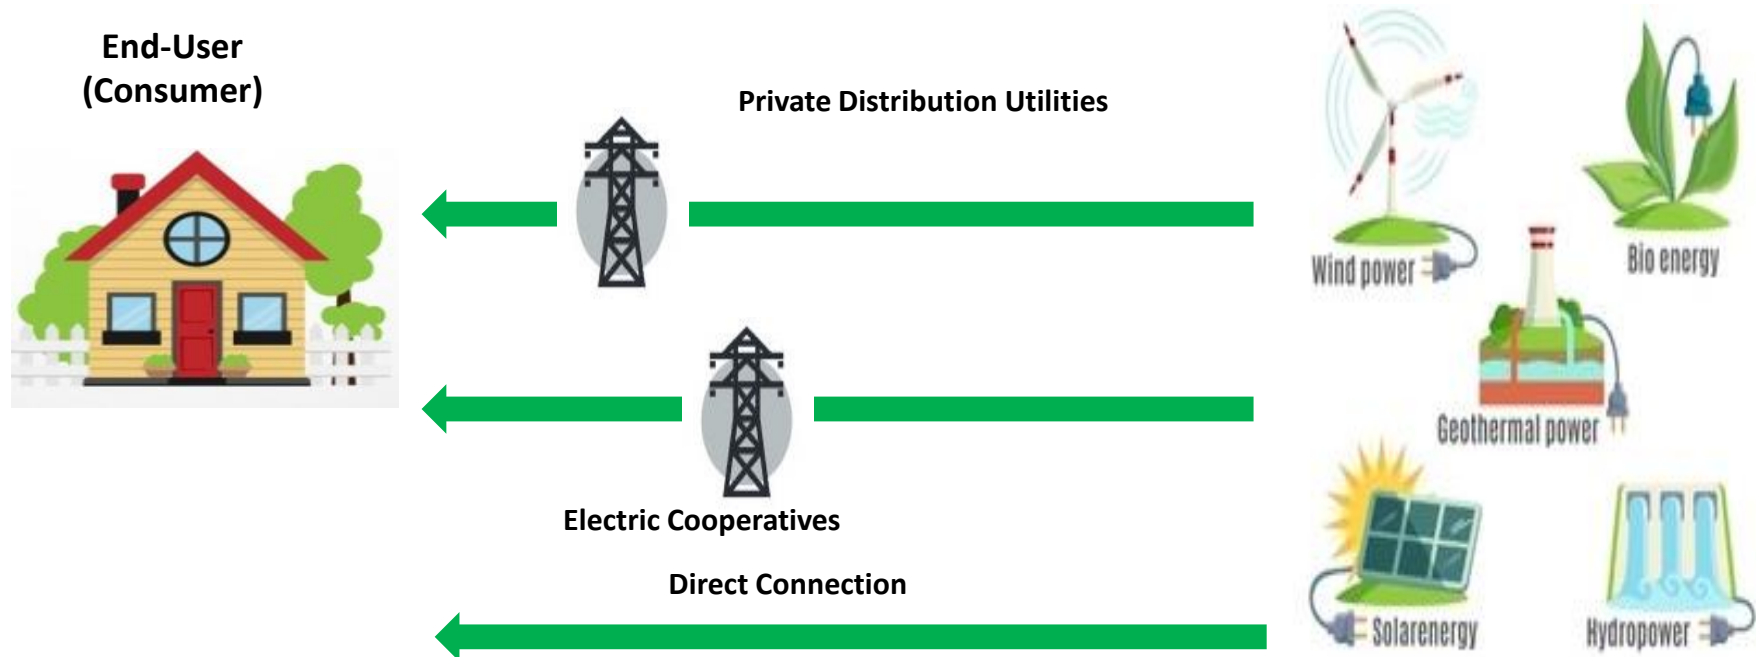 End-User
(Consumer)
Private Distribution Utilities
Wind power
Bio energy
Geothermal power
Electric Cooperatives
Direct Connection
Solarenergy
Hydropower